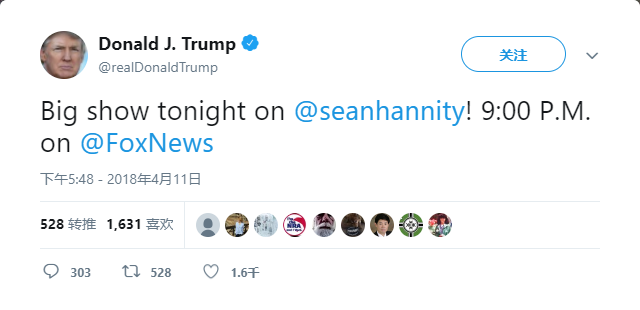 Donald J. Trump
@realDonaldTrump
关注
Big show tonight on @seanhannity! 9:00 P.M.
on @FoxNews
下午5:48 - 2018年4月11日
528 转推 1,631 喜欢
303 528 1.6千